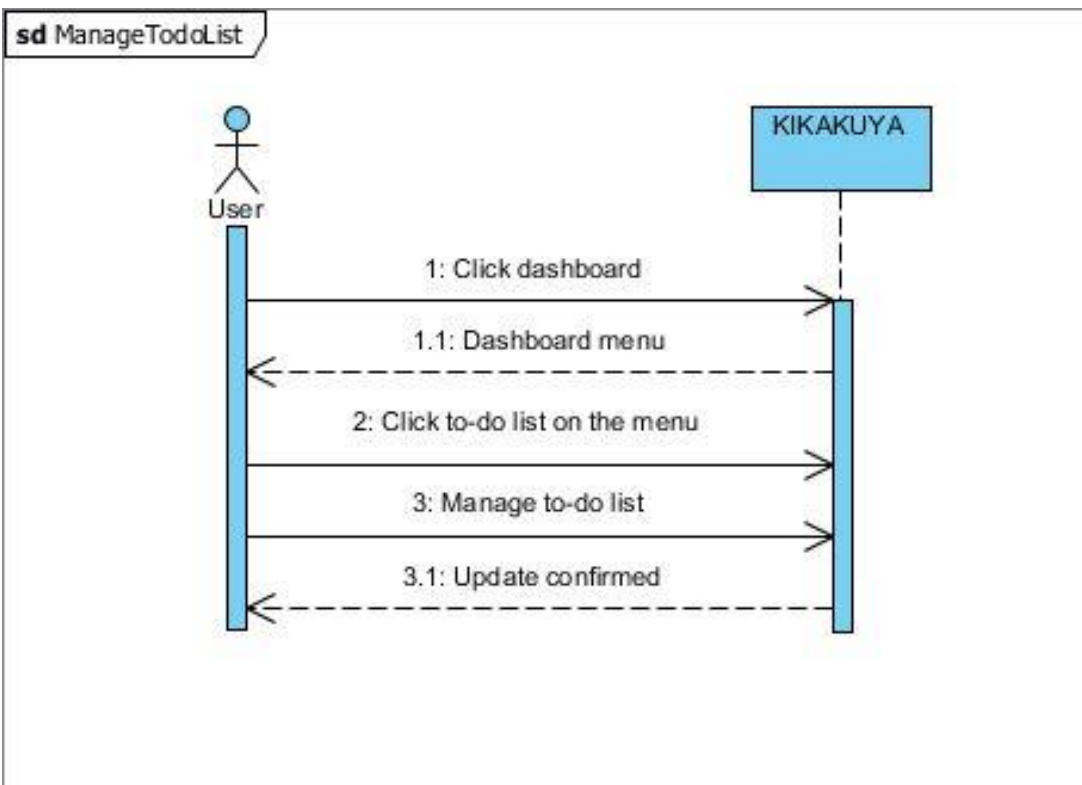 sd ManageTodoList
KIKAKUYA
User
1: Click dashboard
1.1: Dashboard menu
2: Click to-do list on the menu
3: Manage to-do list
3.1: Update confirmed